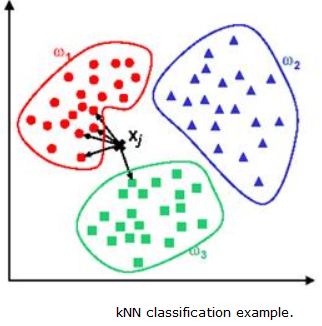 ω₁
ω₂
xⱼ
ω₃
kNN classification example.